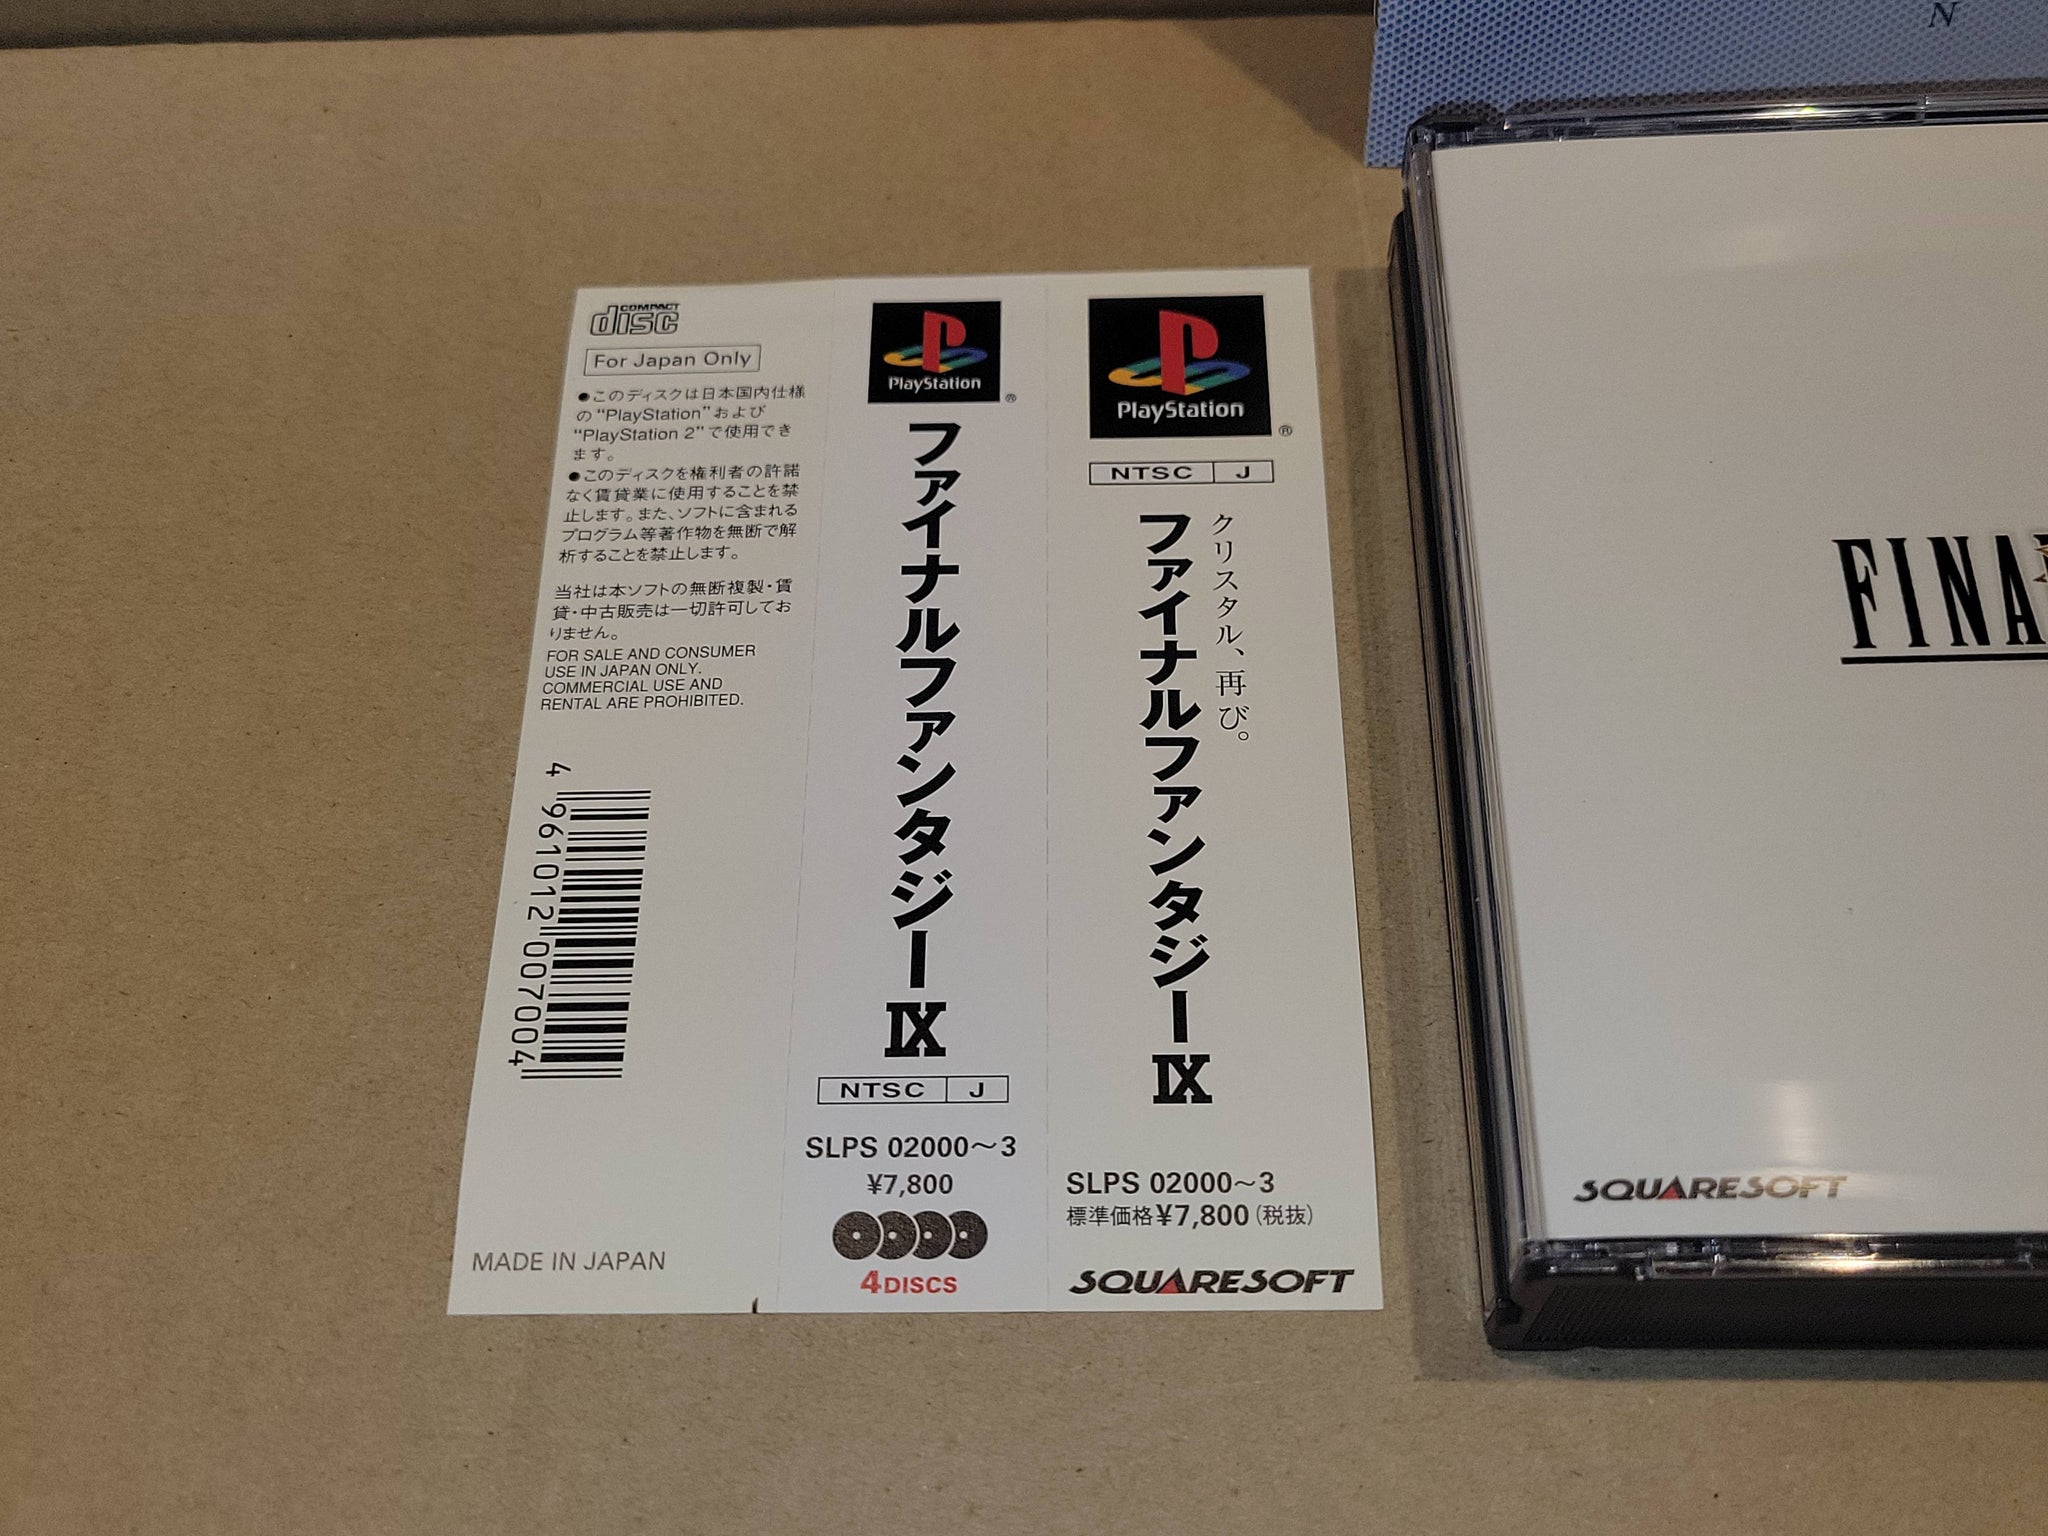 COMPACT
disc
For Japan Only
●このディスクは日本国内仕様
の“PlayStation”および
“PlayStation 2”で使用でき
ます。
●このディスクを権利者の許諾
なく賃貸業に使用することを禁
止します。また、ソフトに含まれる
プログラム等著作物を無断で解
析することを禁止します。
当社は本ソフトの無断複製・賃
貸・中古販売は一切許可してお
りません。
FOR SALE AND CONSUMER
USE IN JAPAN ONLY.
COMMERCIAL USE AND
RENTAL ARE PROHIBITED.
4 961012 007004
MADE IN JAPAN
PlayStation
®
ファイナルファンタジーIX
NTSC J
SLPS 02000〜3
¥7,800
4DISCS
PlayStation
®
NTSC J
クリスタル、再び。
ファイナルファンタジーIX
SLPS 02000〜3
標準価格¥7,800(税抜)
SQUARESOFT
N
FINA
SQUARESOFT